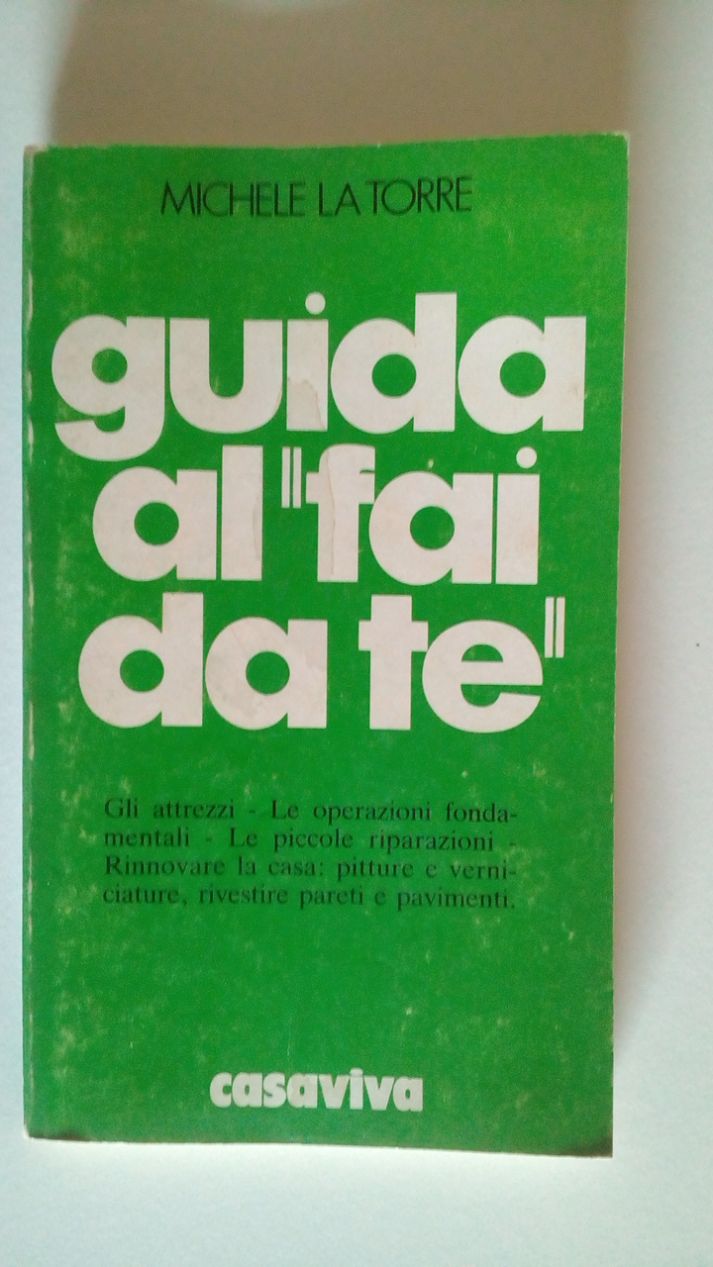 MICHELE LA TORRE
guida
al "fai
da te"
Gli attrezzi - Le operazioni fonda-
mentali - Le piccole riparazioni -
Rinnovare la casa: pitture e verni-
ciature, rivestire pareti e pavimenti.
casaviva